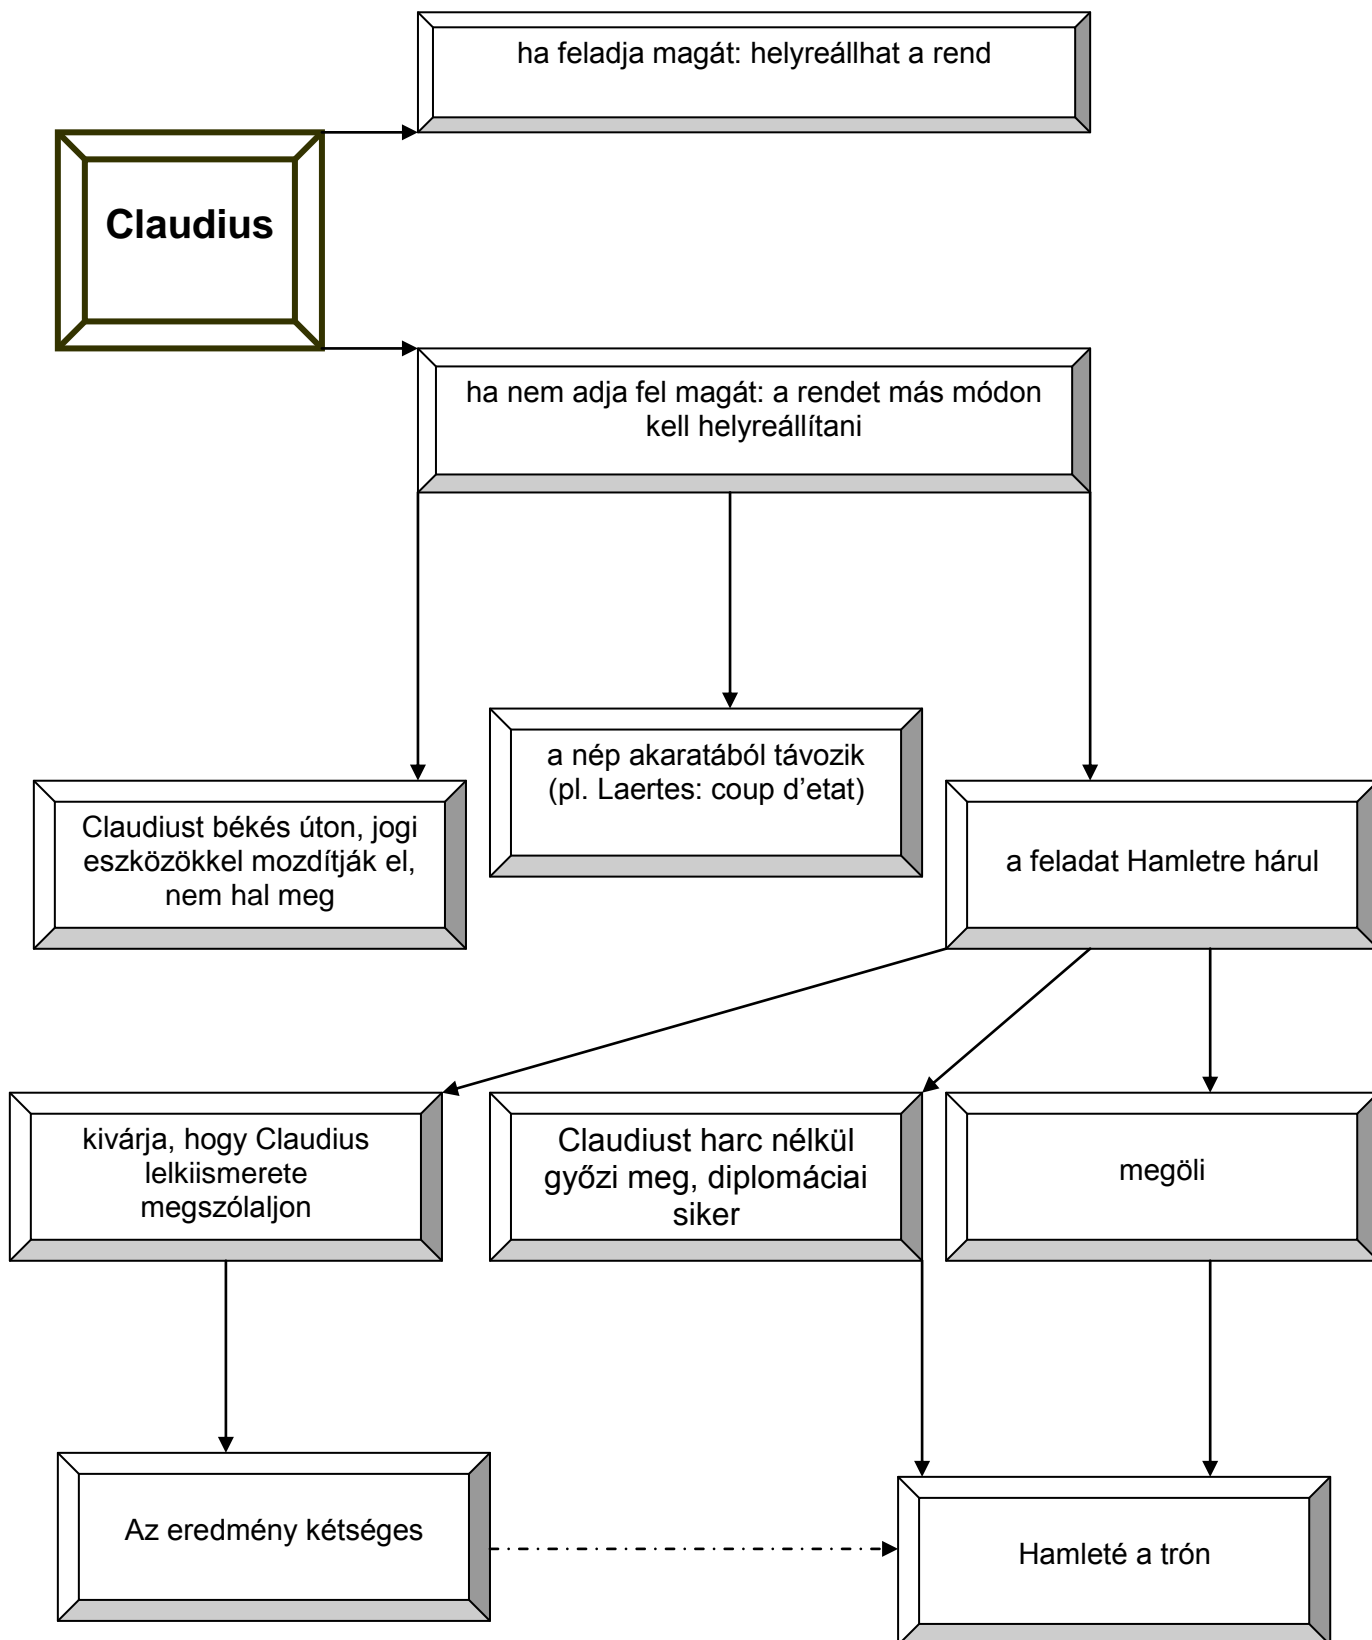 ha feladja magát: helyreállhat a rend
Claudius
ha nem adja fel magát: a rendet más módon
kell helyreállítani
a nép akaratából távozik
(pl. Laertes: coup d’etat)
Claudiust békés úton, jogi
eszközökkel mozdítják el,
nem hal meg
a feladat Hamletre hárul
kivárja, hogy Claudius
lelkiismerete
megszólaljon
Claudiust harc nélkül
győzi meg, diplomáciai
siker
megöli
Az eredmény kétséges
Hamleté a trón